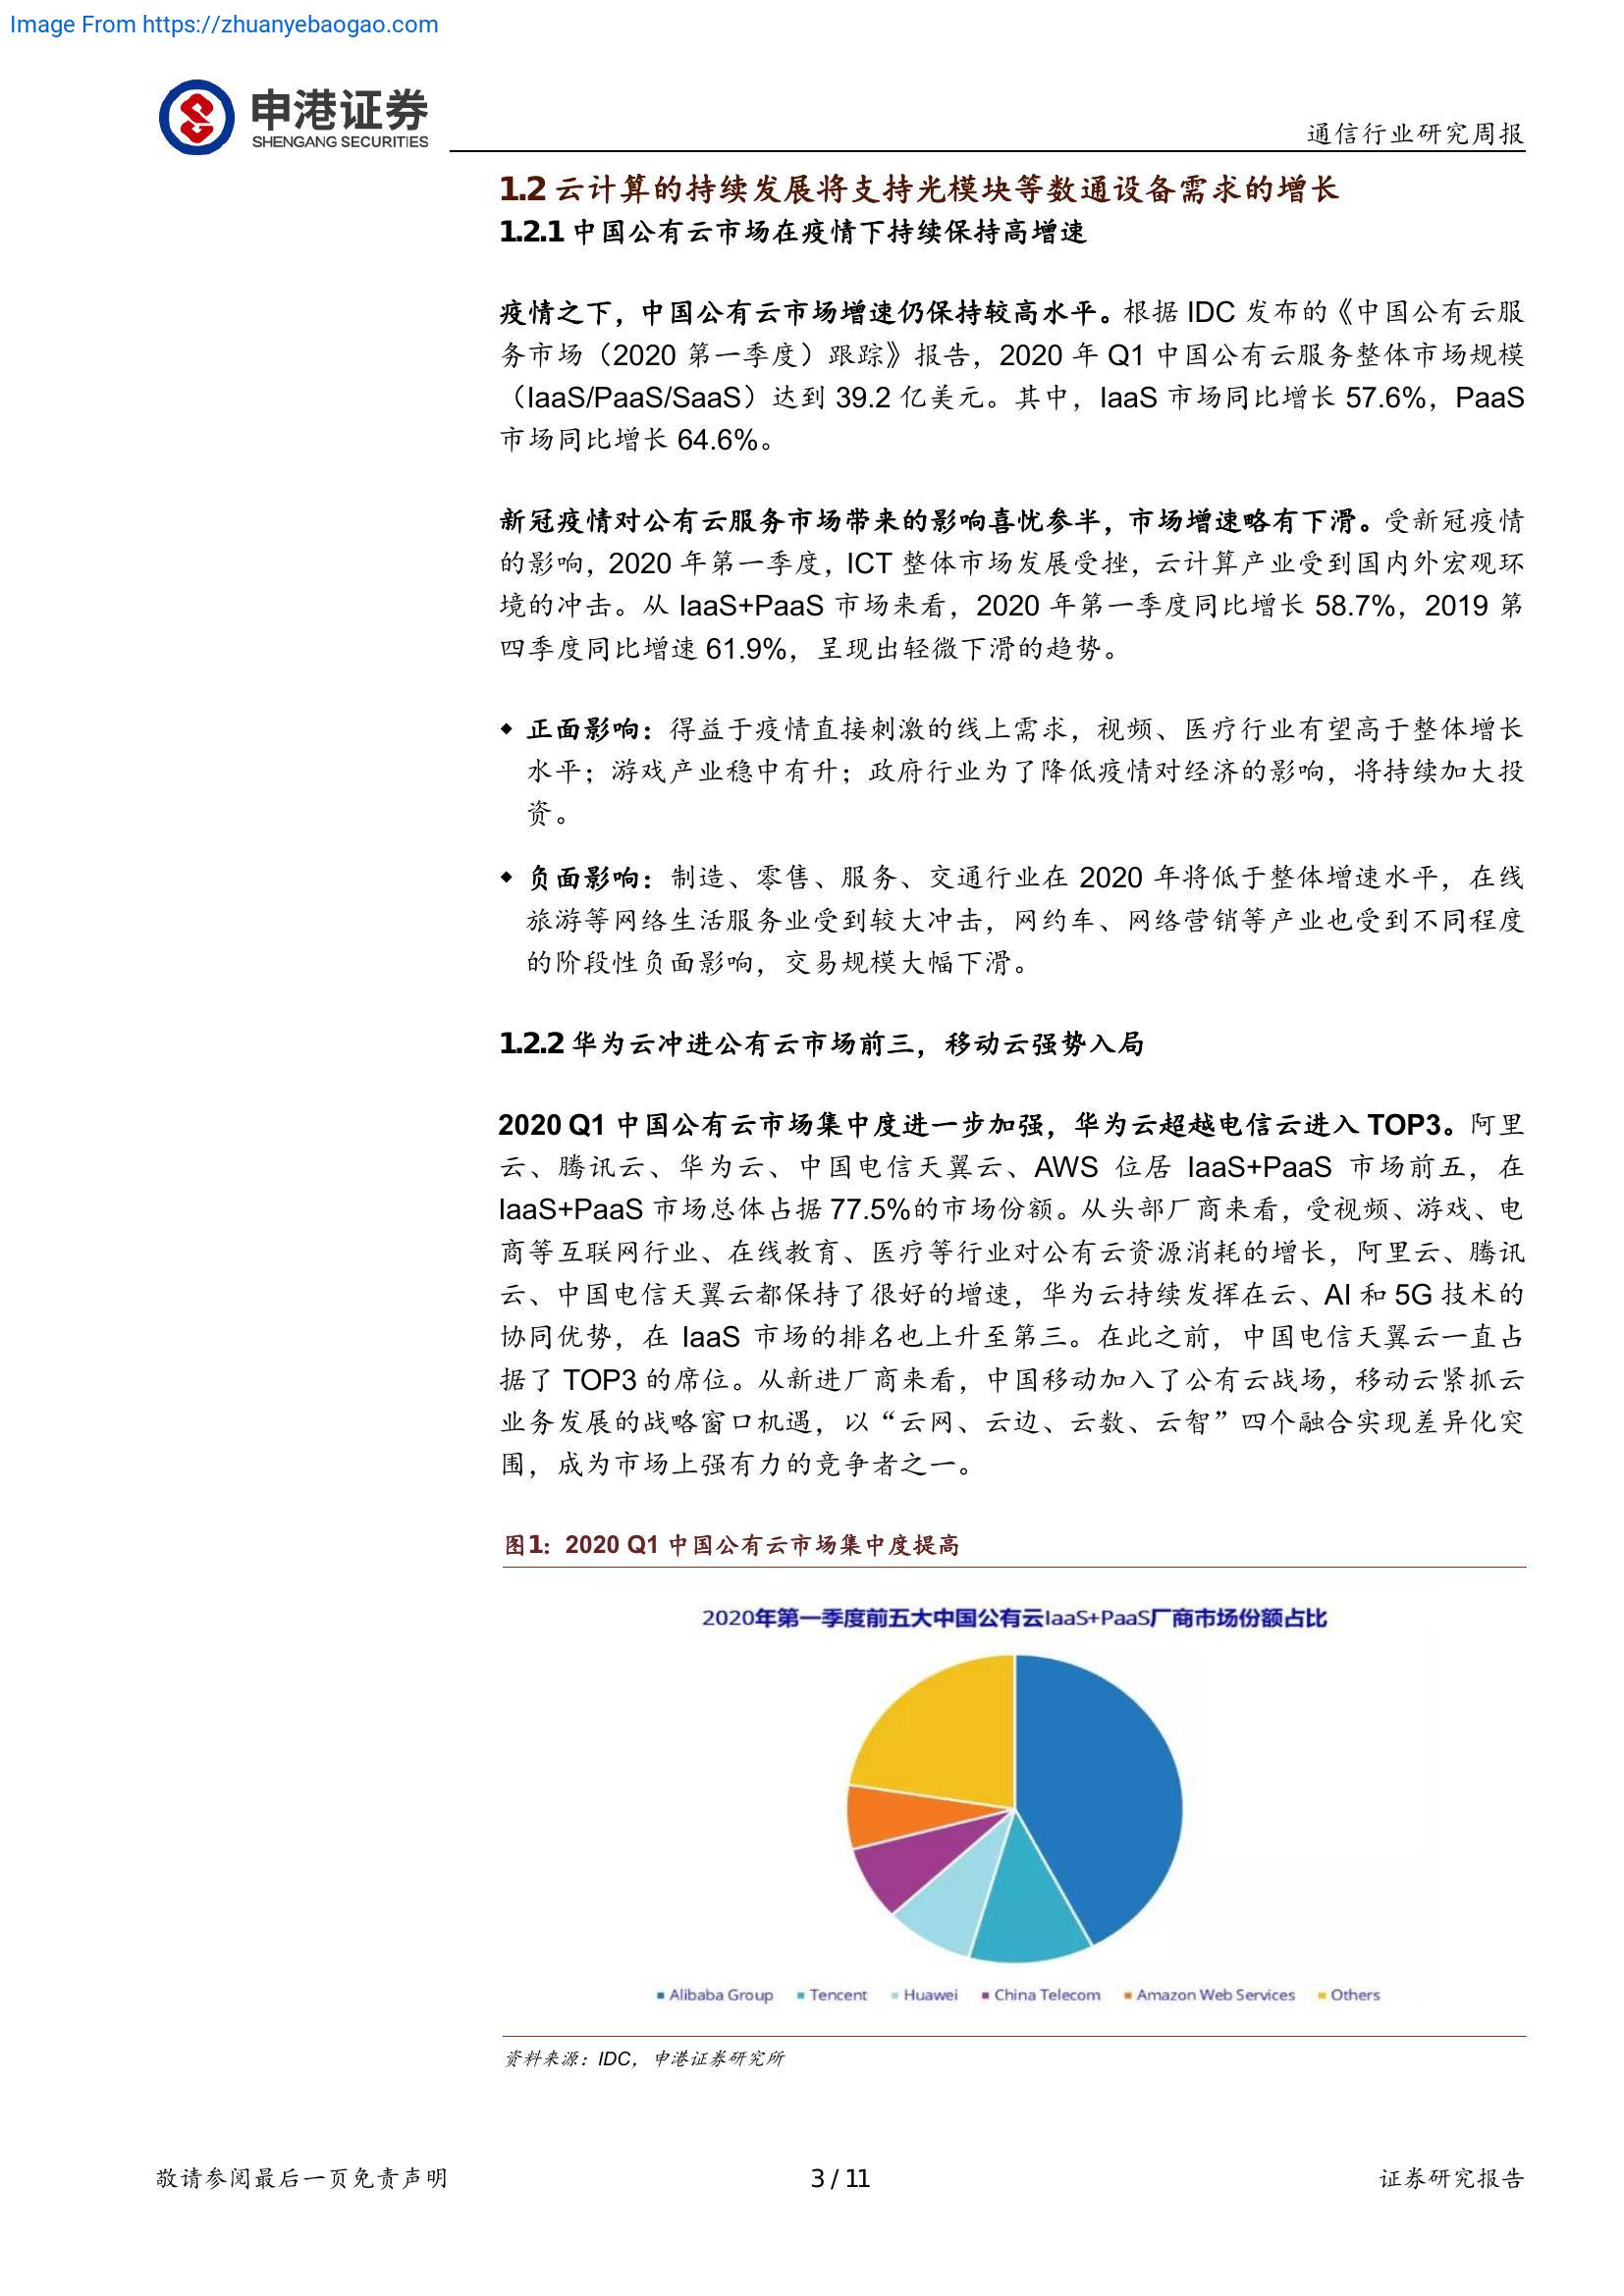 Image From https://zhuanyebaogao.com
申港证券
SHENGANG SECURITIES
通信行业研究周报
1.2 云计算的持续发展将支持光模块等数通设备需求的增长
1.2.1 中国公有云市场在疫情下持续保持高增速
疫情之下，中国公有云市场增速仍保持较高水平。根据 IDC 发布的《中国公有云服
务市场（2020 第一季度）跟踪》报告，2020 年 Q1 中国公有云服务整体市场规模
（IaaS/PaaS/SaaS）达到 39.2 亿美元。其中，IaaS 市场同比增长 57.6%，PaaS
市场同比增长 64.6%。
新冠疫情对公有云服务市场带来的影响喜忧参半，市场增速略有下滑。受新冠疫情
的影响，2020 年第一季度，ICT 整体市场发展受挫，云计算产业受到国内外宏观环
境的冲击。从 IaaS+PaaS 市场来看，2020 年第一季度同比增长 58.7%，2019 第
四季度同比增速 61.9%，呈现出轻微下滑的趋势。
◆ 正面影响：得益于疫情直接刺激的线上需求，视频、医疗行业有望高于整体增长
水平；游戏产业稳中有升；政府行业为了降低疫情对经济的影响，将持续加大投
资。
◆ 负面影响：制造、零售、服务、交通行业在 2020 年将低于整体增速水平，在线
旅游等网络生活服务业受到较大冲击，网约车、网络营销等产业也受到不同程度
的阶段性负面影响，交易规模大幅下滑。
1.2.2 华为云冲进公有云市场前三，移动云强势入局
2020 Q1 中国公有云市场集中度进一步加强，华为云超越电信云进入 TOP3。阿里
云、腾讯云、华为云、中国电信天翼云、AWS 位居 IaaS+PaaS 市场前五，在
IaaS+PaaS 市场总体占据 77.5%的市场份额。从头部厂商来看，受视频、游戏、电
商等互联网行业、在线教育、医疗等行业对公有云资源消耗的增长，阿里云、腾讯
云、中国电信天翼云都保持了很好的增速，华为云持续发挥在云、AI 和 5G 技术的
协同优势，在 IaaS 市场的排名也上升至第三。在此之前，中国电信天翼云一直占
据了 TOP3 的席位。从新进厂商来看，中国移动加入了公有云战场，移动云紧抓云
业务发展的战略窗口机遇，以“云网、云边、云数、云智”四个融合实现差异化突
围，成为市场上强有力的竞争者之一。
图1：2020 Q1 中国公有云市场集中度提高
2020年第一季度前五大中国公有云IaaS+PaaS厂商市场份额占比
Alibaba Group Tencent Huawei China Telecom Amazon Web Services Others
资料来源：IDC，申港证券研究所
敬请参阅最后一页免责声明 3 / 11 证券研究报告